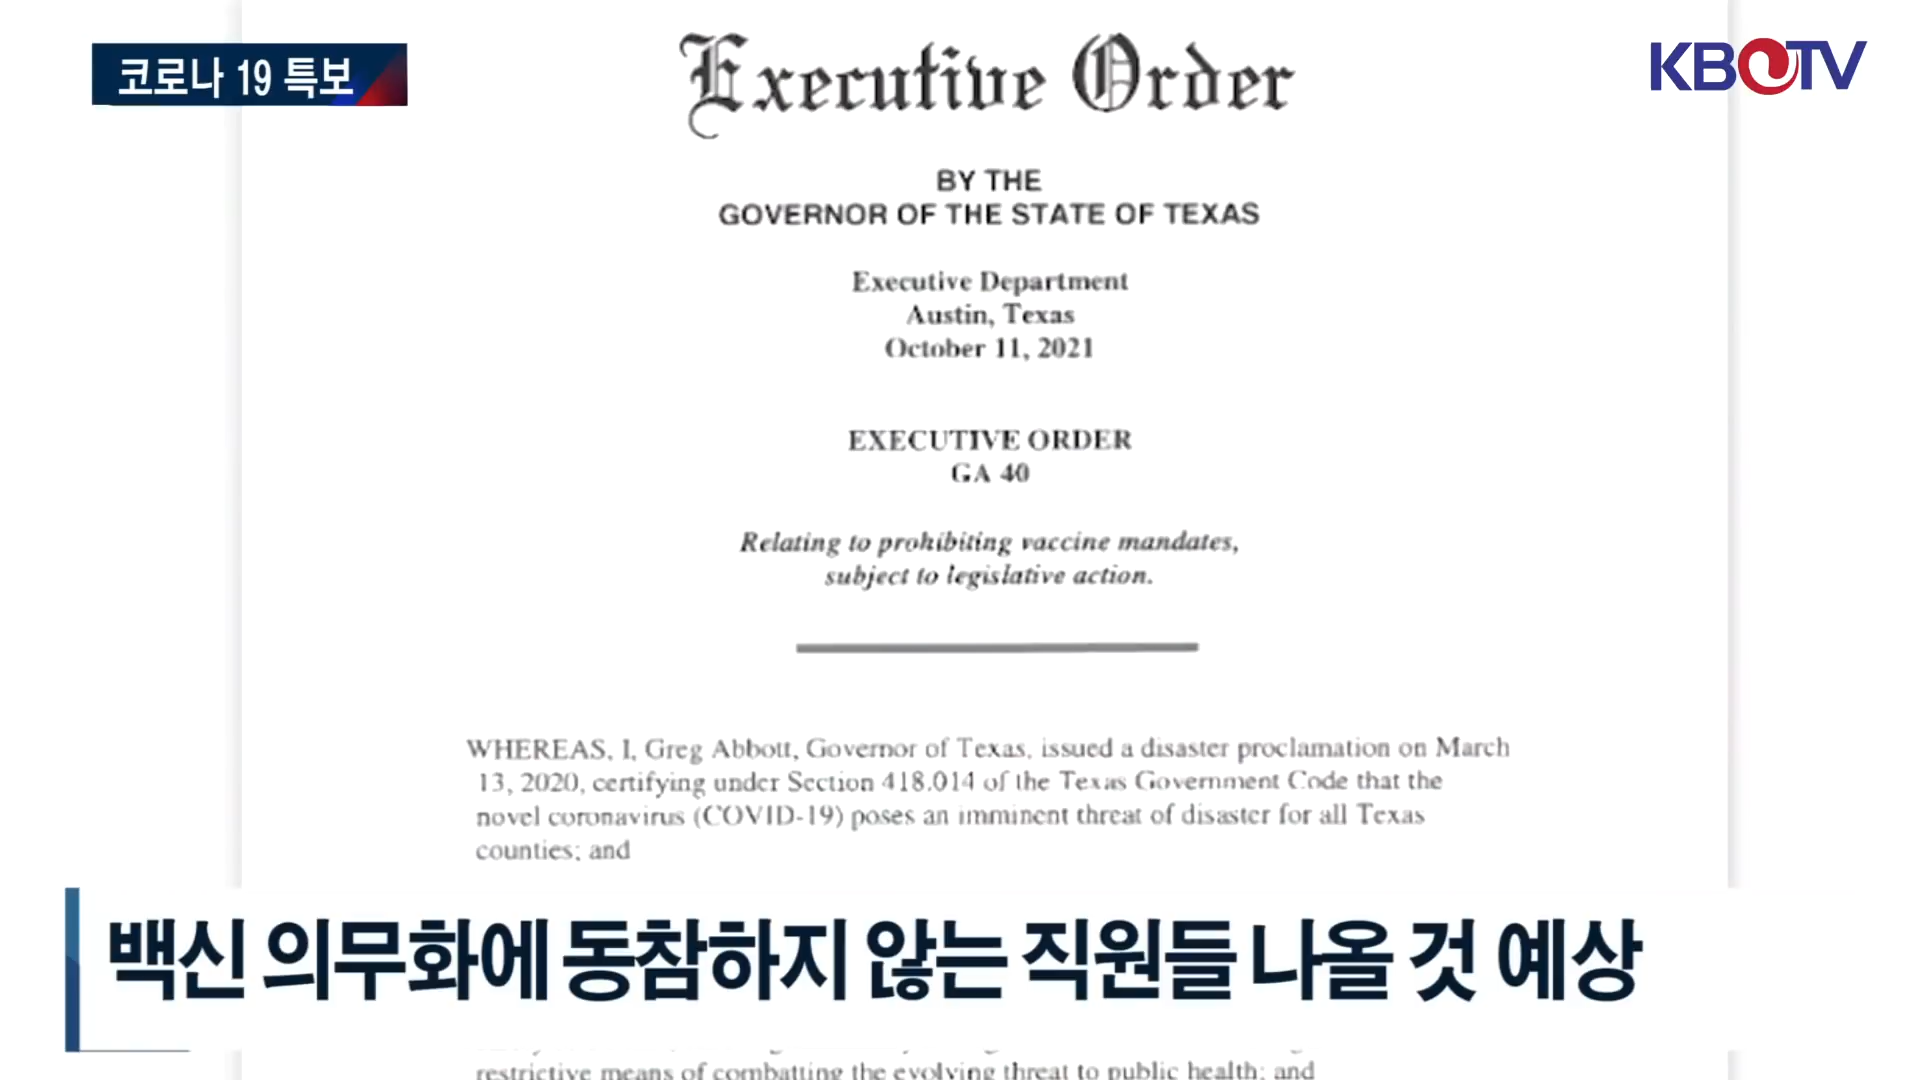 코로나 19 특보
KBTV
Executive Order
BY THE
GOVERNOR OF THE STATE OF TEXAS
Executive Department
Austin, Texas
October 11, 2021
EXECUTIVE ORDER
GA 40
Relating to prohibiting vaccine mandates,
subject to legislative action.
WHEREAS, I, Greg Abbott, Governor of Texas, issued a disaster proclamation on March
13, 2020, certifying under Section 418.014 of the Texas Government Code that the
novel coronavirus (COVID-19) poses an imminent threat of disaster for all Texas
counties; and
백신 의무화에 동참하지 않는 직원들 나올 것 예상
restrictive means of combatting the evolving threat to public health; and